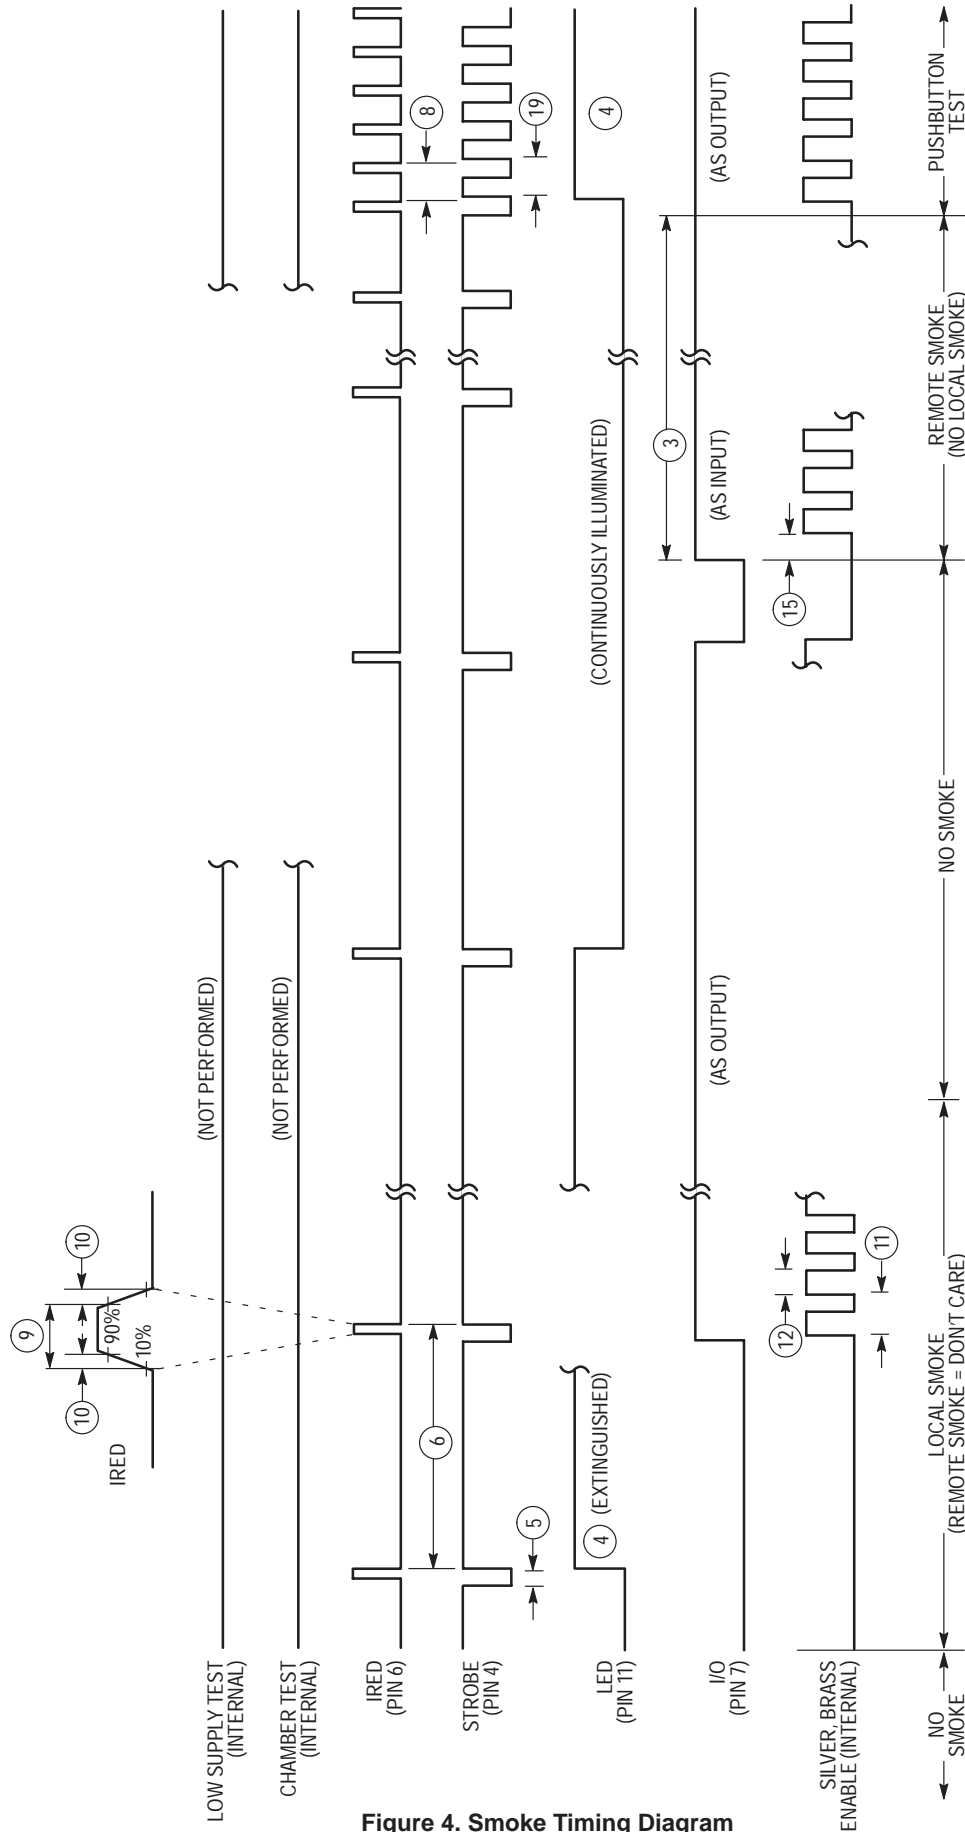 IRED
10
9
10
90%
10%
LOW SUPPLY TEST
(INTERNAL)
(NOT PERFORMED)
CHAMBER TEST
(INTERNAL)
(NOT PERFORMED)
IRED
(PIN 6)
6
8
STROBE
(PIN 4)
5
19
LED
(PIN 11)
4
(EXTINGUISHED)
(CONTINUOUSLY ILLUMINATED)
4
I/O
(PIN 7)
3
(AS OUTPUT)
(AS INPUT)
(AS OUTPUT)
SILVER, BRASS
ENABLE (INTERNAL)
12
11
15
NO
SMOKE
LOCAL SMOKE
(REMOTE SMOKE = DON'T CARE)
NO SMOKE
REMOTE SMOKE
(NO LOCAL SMOKE)
PUSHBUTTON
TEST
Figure 4. Smoke Timing Diagram